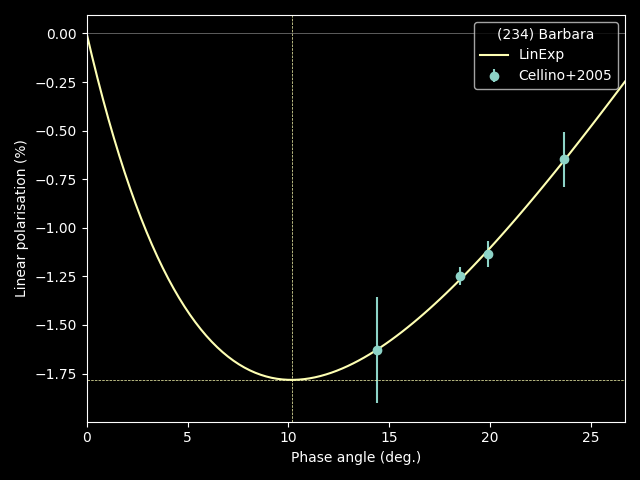 (234) Barbara
LinExp
Cellino+2005
0.00
−0.25
−0.50
−0.75
−1.00
−1.25
−1.50
−1.75
Linear polarisation (%)
0 5 10 15 20 25
Phase angle (deg.)